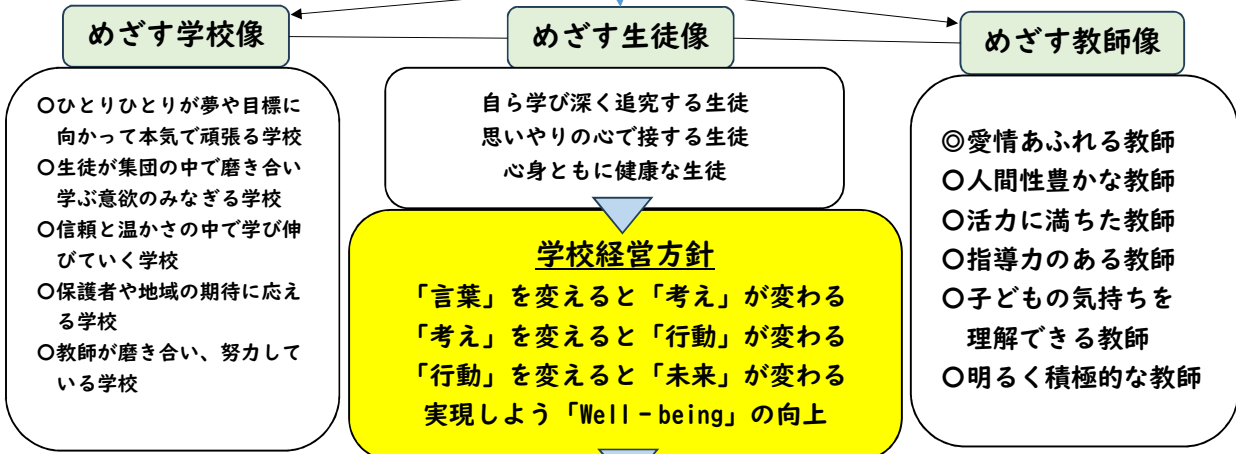 めざす学校像
○ひとりひとりが夢や目標に
向かって本気で頑張る学校
○生徒が集団の中で磨き合い
学ぶ意欲のみなぎる学校
○信頼と温かさの中で学び伸
びていく学校
○保護者や地域の期待に応え
る学校
○教師が磨き合い、努力して
いる学校
めざす生徒像
自ら学び深く追究する生徒
思いやりの心で接する生徒
心身ともに健康な生徒
学校経営方針
「言葉」を変えると「考え」が変わる
「考え」を変えると「行動」が変わる
「行動」を変えると「未来」が変わる
実現しよう「Well-being」の向上
めざす教師像
◎愛情あふれる教師
○人間性豊かな教師
○活力に満ちた教師
○指導力のある教師
○子どもの気持ちを
理解できる教師
○明るく積極的な教師